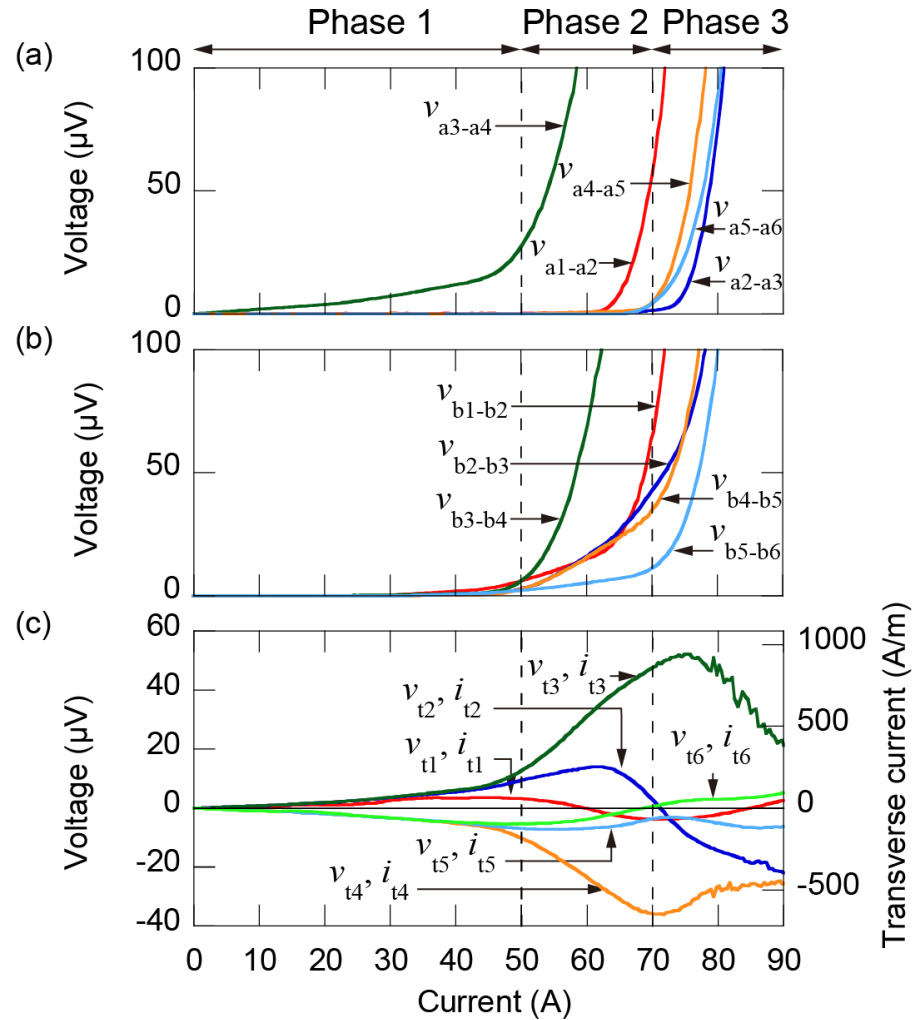 Phase 1 Phase 2 Phase 3
(a)
100
50
0
Voltage (μV)
v a3-a4
v a4-a5
v a1-a2
v a5-a6
v a2-a3
(b)
100
50
0
Voltage (μV)
v b1-b2
v b2-b3
v b3-b4
v b4-b5
v b5-b6
(c)
60
40
20
0
-20
-40
Voltage (μV)
v t3, i t3
v t2, i t2
v t1, i t1
v t6, i t6
v t5, i t5
v t4, i t4
1000
500
0
-500
Transverse current (A/m)
0 10 20 30 40 50 60 70 80 90
Current (A)